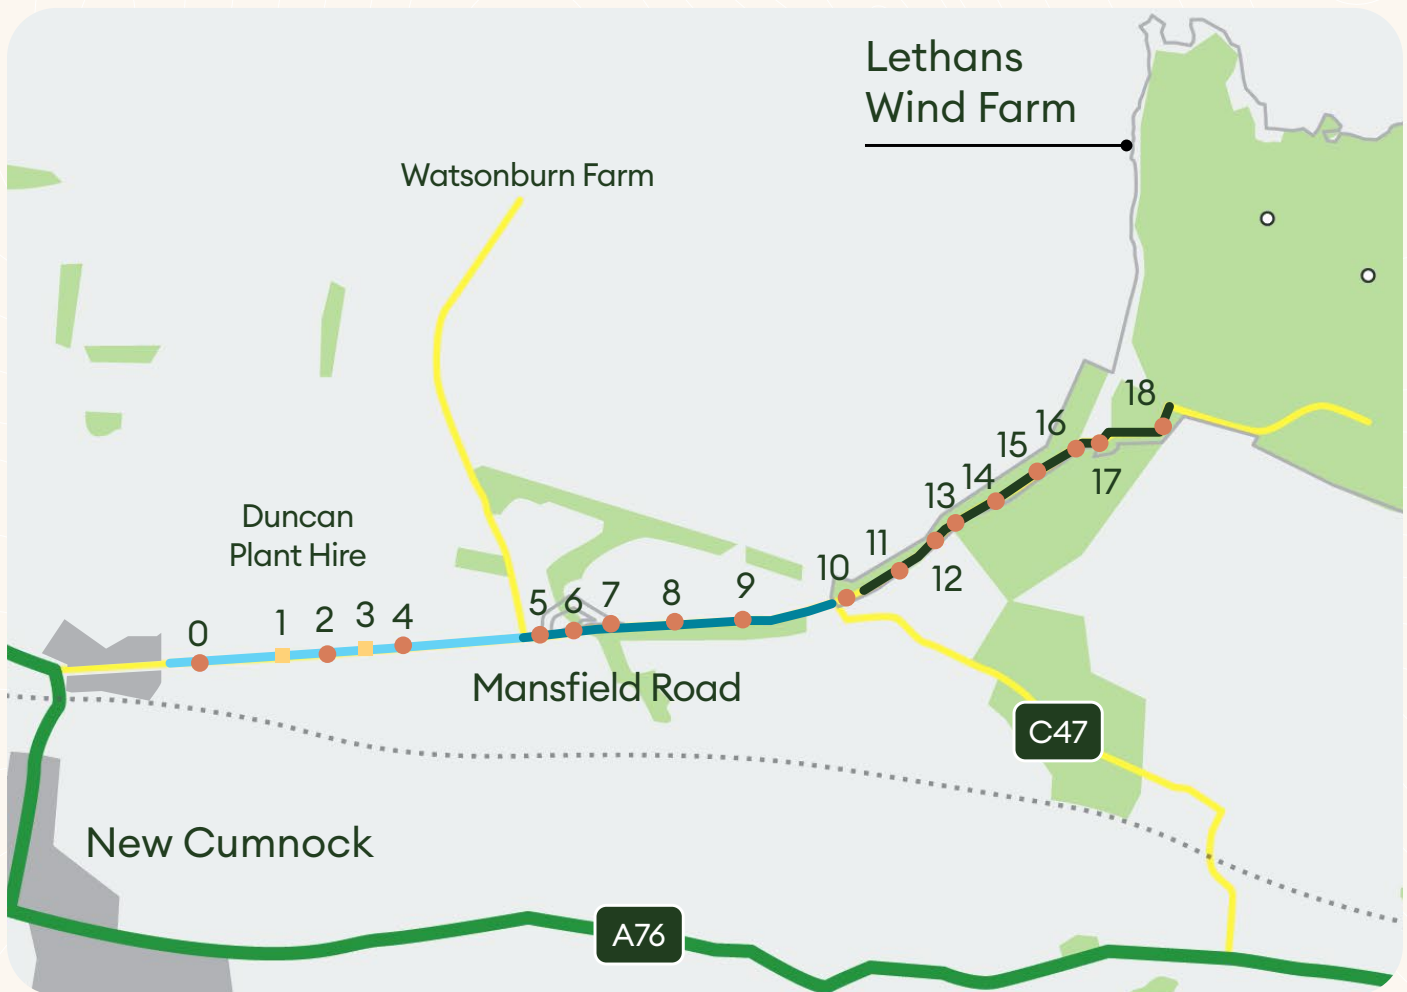 Lethans
Wind Farm
Watsonburn Farm
18
16
15
17
14
13
Duncan
Plant Hire
11
12
10
9
8
7
6
5
4
3
2
1
0
Mansfield Road
C47
New Cumnock
A76